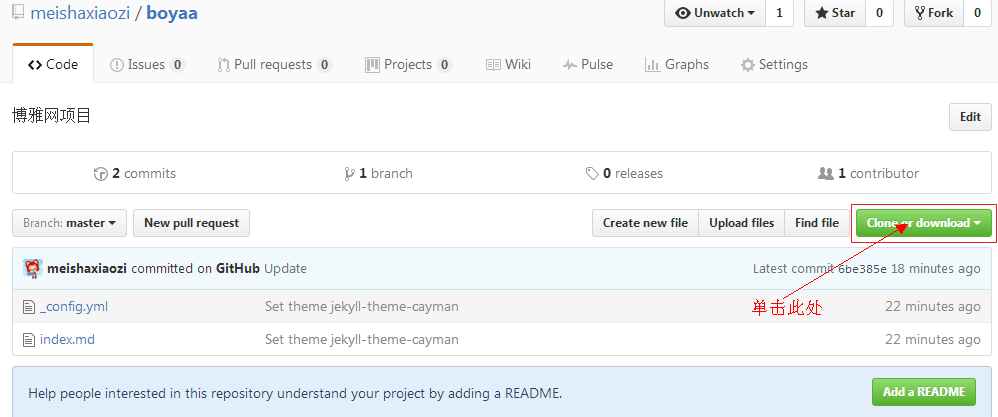 meishaxiaozi / boyaa Unwatch 1 Star 0 Fork 0
Code Issues 0 Pull requests 0 Projects 0 Wiki Pulse Graphs Settings
博雅网项目 Edit
2 commits 1 branch 0 releases 1 contributor
Branch: master New pull request Create new file Upload files Find file Clone or download
meishaxiaozi committed on GitHub Update Latest commit 6be385e 18 minutes ago
_config.yml Set theme jekyll-theme-cayman 22 minutes ago
单击此处
index.md Set theme jekyll-theme-cayman 22 minutes ago
Help people interested in this repository understand your project by adding a README. Add a README